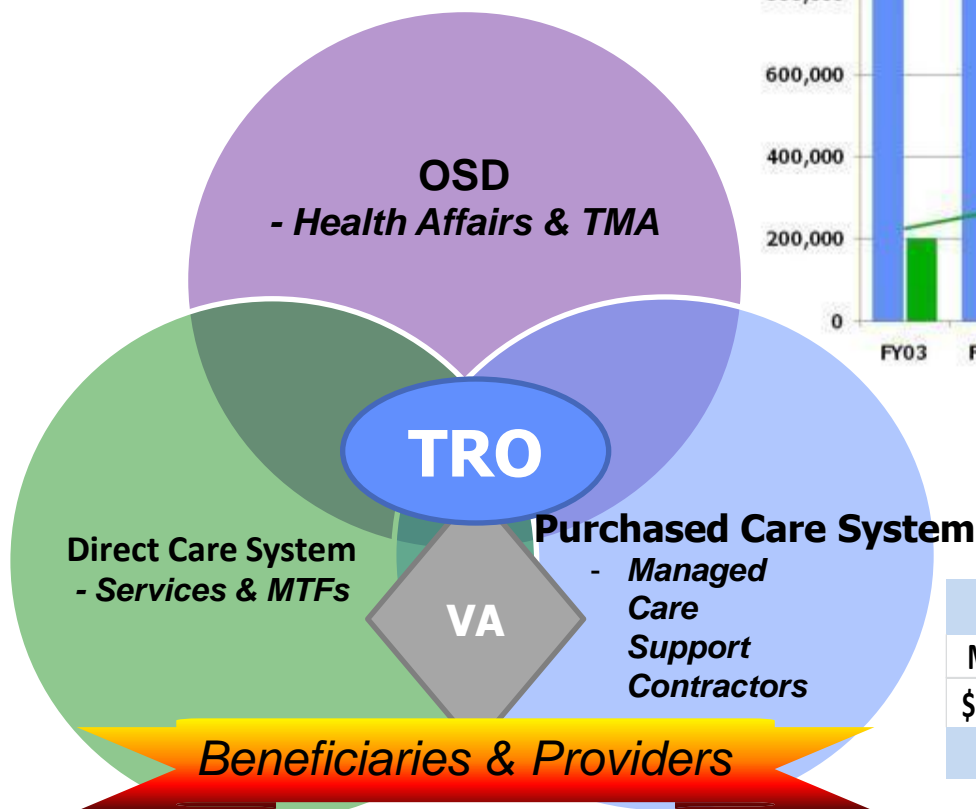 OSD
- Health Affairs & TMA
600,000
400,000
200,000
0
FY03
TRO
Direct Care System
- Services & MTFs
Purchased Care System
- Managed
Care
Support
Contractors
VA
$
Beneficiaries & Providers